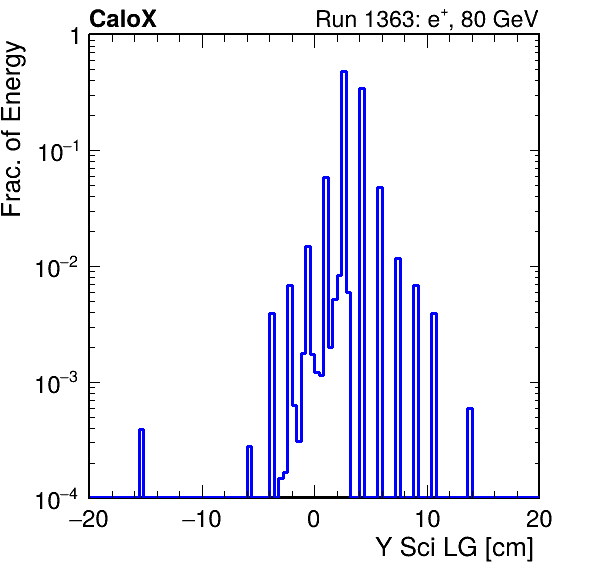 CaloX Run 1363: e⁺, 80 GeV
Frac. of Energy
1
10⁻¹
10⁻²
10⁻³
10⁻⁴
−20 −10 0 10 20
Y Sci LG [cm]